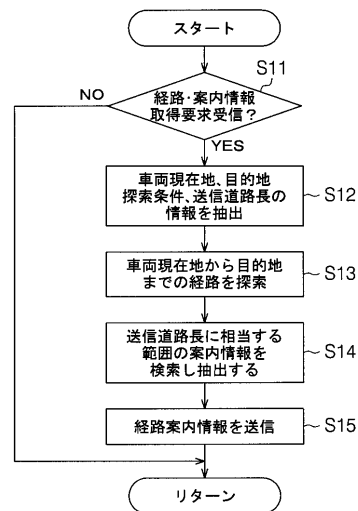 スタート
S11
NO
経路・案内情報
取得要求受信?
YES
車両現在地、目的地
探索条件、送信道路長の
情報を抽出
S12
車両現在地から目的地
までの経路を探索
S13
送信道路長に相当する
範囲の案内情報を
検索し抽出する
S14
経路案内情報を送信
S15
リターン